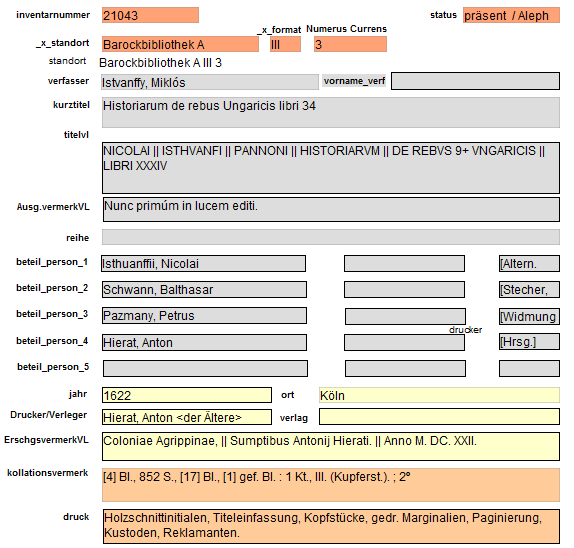 inventarnummer 21043 status präsent / Aleph
_x_format Numerus Currens
_x_standort Barockbibliothek A III 3
standort Barockbibliothek A III 3
verfasser Istvanffy, Miklós vorname_verf
kurztitel Historiarum de rebus Ungaricis libri 34
titelvl
NICOLAI || ISTHVANFI || PANNONI || HISTORIARVM || DE REBVS 9+ VNGARICIS ||
LIBRI XXXIV
Ausg.vermerkVL Nunc primúm in lucem editi.
reihe
beteil_person_1 Isthuanffii, Nicolai [Altern.
beteil_person_2 Schwann, Balthasar [Stecher,
beteil_person_3 Pazmany, Petrus [Widmung
drucker
beteil_person_4 Hierat, Anton [Hrsg.]
beteil_person_5
jahr 1622 ort Köln
Drucker/Verleger Hierat, Anton <der Ältere> verlag
ErschgsvermerkVL Coloniae Agrippinae, || Sumptibus Antonij Hierati. || Anno M. DC. XXII.
kollationsvermerk [4] Bl., 852 S., [17] Bl., [1] gef. Bl. : 1 Kt., Ill. (Kupferst.). ; 2º
druck Holzschnittinitialen, Titeleinfassung, Kopfstücke, gedr. Marginalien, Paginierung,
Kustoden, Reklamanten.